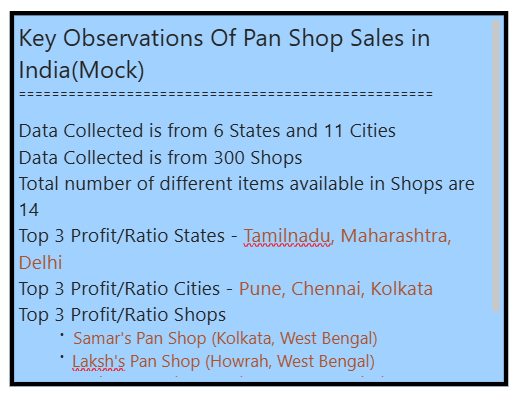 Key Observations Of Pan Shop Sales in
India(Mock)
==================================================
Data Collected is from 6 States and 11 Cities
Data Collected is from 300 Shops
Total number of different items available in Shops are
14
Top 3 Profit/Ratio States - Tamilnadu, Maharashtra,
Delhi
Top 3 Profit/Ratio Cities - Pune, Chennai, Kolkata
Top 3 Profit/Ratio Shops
• Samar's Pan Shop (Kolkata, West Bengal)
• Laksh's Pan Shop (Howrah, West Bengal)